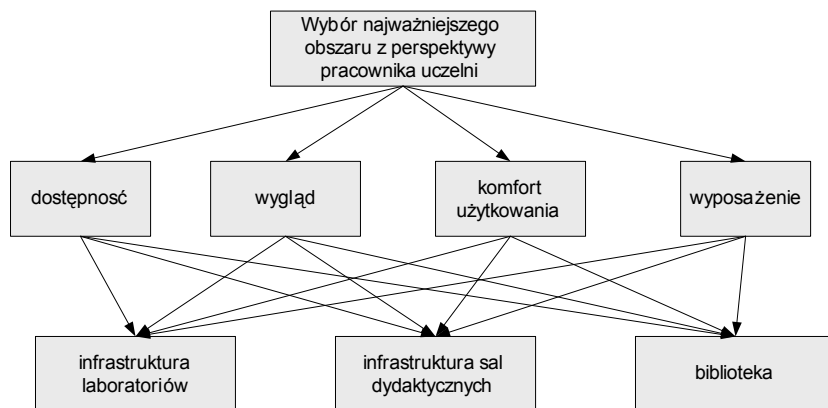 Wybór najważniejszego
obszaru z perspektywy
pracownika uczelni
dostępność
wygląd
komfort
użytkowania
wyposażenie
infrastruktura
laboratoriów
infrastruktura sal
dydaktycznych
biblioteka